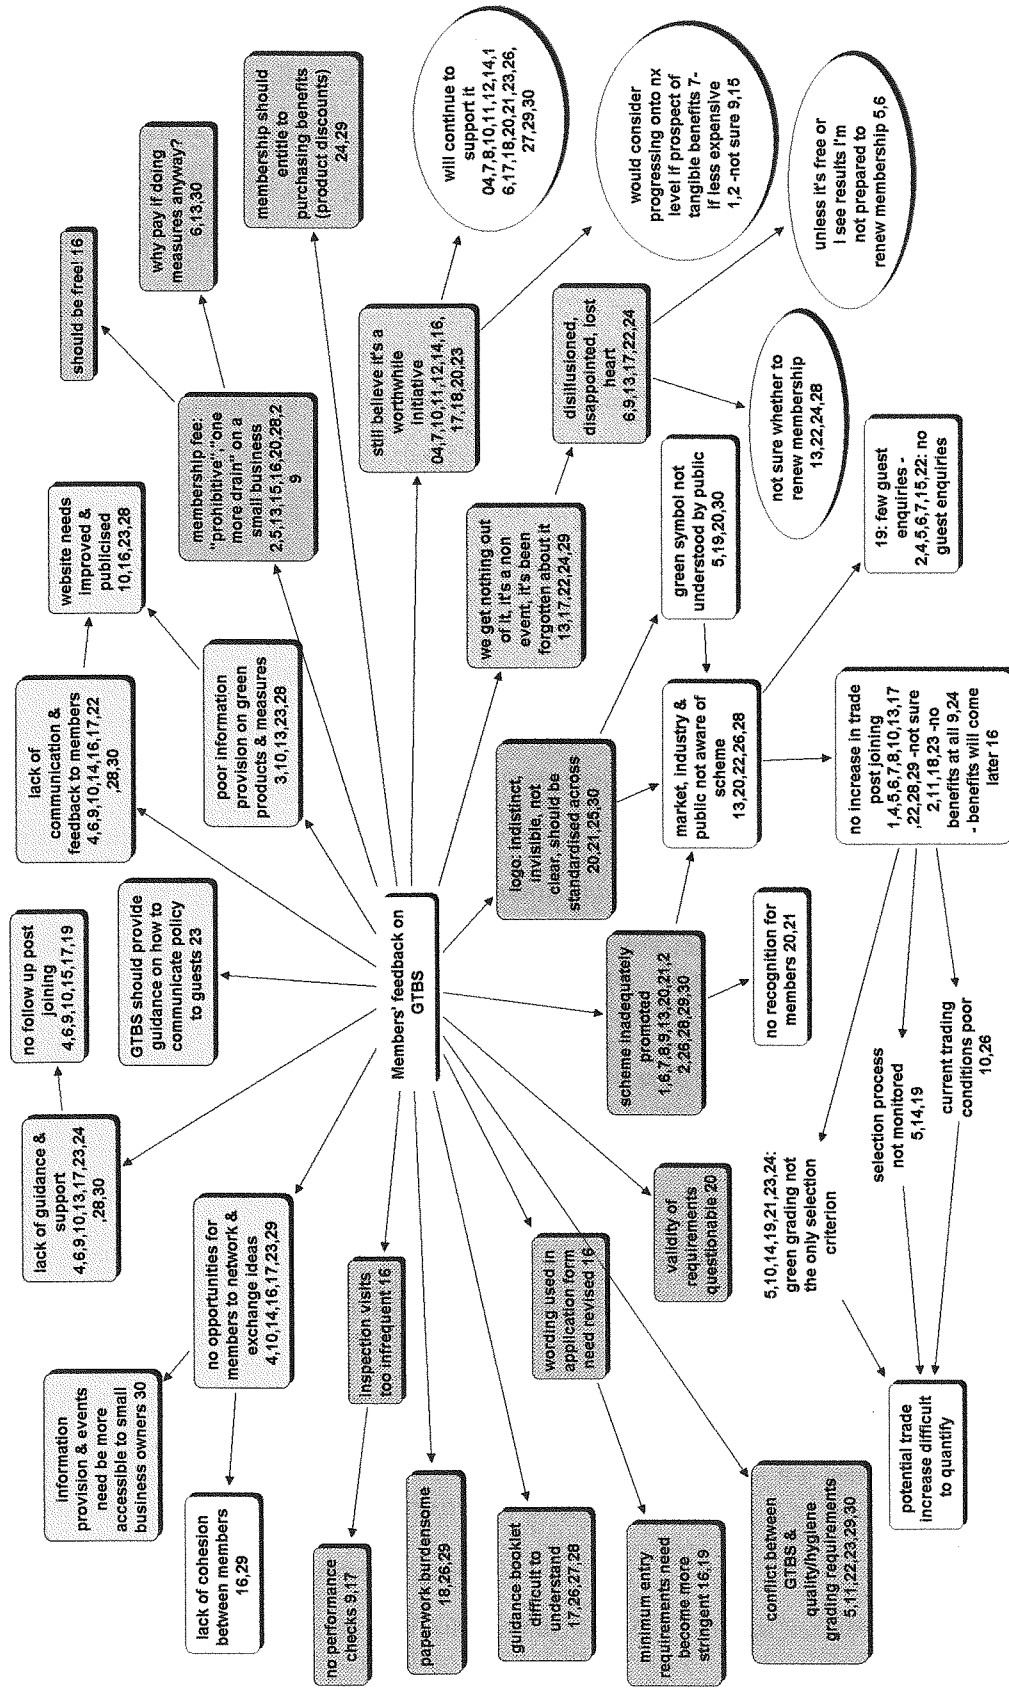 information
provision & events
need be more
accessible to small
business owners 30
lack of cohesion
between members
16,29
no performance
checks 9,17
paperwork burdensome
18,26,29
guidance booklet
difficult to
understand
17,26,27,28
minimum entry
requirements need
become more
stringent 16,19
conflict between
GTBS &
quality/hygiene
grading requirements
5,11,22,23,29,30
potential trade
increase difficult
to quantify
lack of guidance &
support
4,6,9,10,13,17,23,24
,28,30
no opportunities for
members to network &
exchange ideas
4,10,14,16,17,23,29
inspection visits
too infrequent 16
wording used in
application form
need revised 16
validity of
requirements
questionable 20
5,10,14,19,21,23,24:
green grading not
the only selection
criterion
selection process
not monitored
5,14,19
current trading
conditions poor
10,26
no follow up post
joining
4,6,9,10,15,17,19
GTBS should provide
guidance on how to
communicate policy
to guests 23
Members' feedback on
GTBS
scheme inadequately
promoted
1,6,7,8,9,13,20,21,2
2,26,28,29,30
no recognition for
members 20,21
lack of
communication &
feedback to members
4,6,9,10,14,16,17,22
,28,30
poor information
provision on green
products & measures
3,10,13,23,28
logo: indistinct,
invisible, not
clear, should be
standardised across
20,21,25,30
market, industry &
public not aware of
scheme
13,20,22,26,28
no increase in trade
post joining
1,4,5,6,7,8,10,13,17
,22,28,29 -not sure
2,11,18,23 -no
benefits at all 9,24
- benefits will come
later 16
website needs
improved &
publicised
10,16,23,28
membership fee:
"prohibitive","one
more drain" on a
small business
2,5,13,15,16,20,28,2
9
we get nothing out
of it, it's a non
event, it's been
forgotten about it
13,17,22,24,29
green symbol not
understood by public
5,19,20,30
19: few guest
enquiries -
2,4,5,6,7,15,22: no
guest enquiries
should be free! 16
why pay if doing
measures anyway?
6,13,30
still believe it's a
worthwhile
initiative
04,7,10,11,12,14,16,
17,18,20,23
disillusioned,
disappointed, lost
heart
6,9,13,17,22,24
not sure whether to
renew membership
13,22,24,28
membership should
entitle to
purchasing benefits
(product discounts)
24,29
will continue to
support it
04,7,8,10,11,12,14,1
6,17,18,20,21,23,26,
27,29,30
would consider
progressing onto nx
level if prospect of
tangible benefits 7-
if less expensive
1,2 -not sure 9,15
unless it's free or
I see results I'm
not prepared to
renew membership 5,6